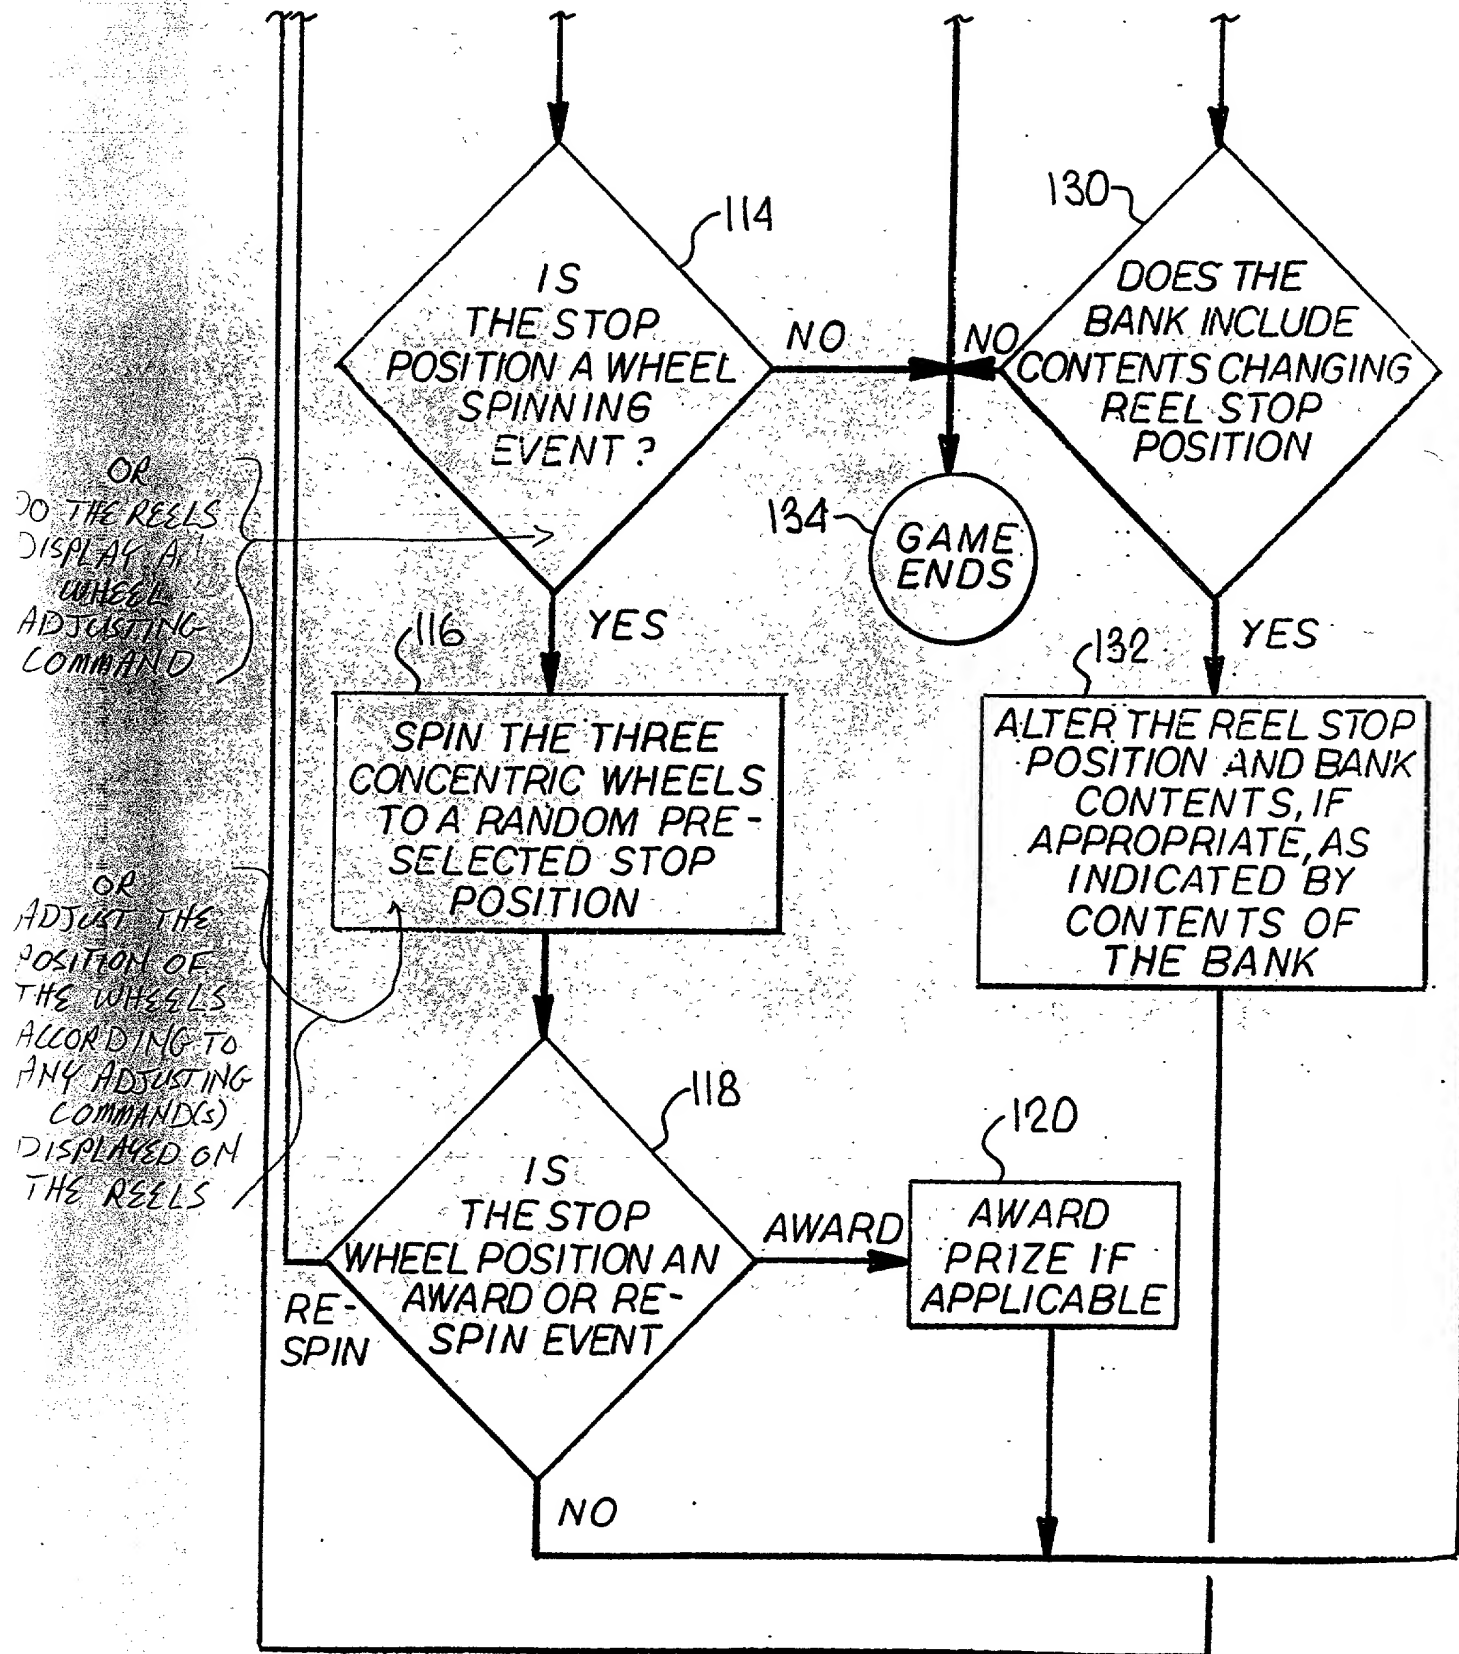 114
IS
THE STOP
POSITION A WHEEL
SPINNING
EVENT?
NO
130
DOES THE
BANK INCLUDE
CONTENTS CHANGING
REEL STOP
POSITION
NO
134
GAME
ENDS
OR
DO THE REELS
DISPLAY A
WHEEL
ADJUSTING
COMMAND
YES
116
SPIN THE THREE
CONCENTRIC WHEELS
TO A RANDOM PRE-
SELECTED STOP
POSITION
YES
132
ALTER THE REEL STOP
POSITION AND BANK
CONTENTS, IF
APPROPRIATE, AS
INDICATED BY
CONTENTS OF
THE BANK
OR
ADJUST THE
POSITION OF
THE WHEELS
ACCORDING TO
ANY ADJUSTING
COMMAND(S)
DISPLAYED ON
THE REELS
118
IS
THE STOP
WHEEL POSITION AN
AWARD OR RE-
SPIN EVENT
RE-
SPIN
AWARD
120
AWARD
PRIZE IF
APPLICABLE
NO